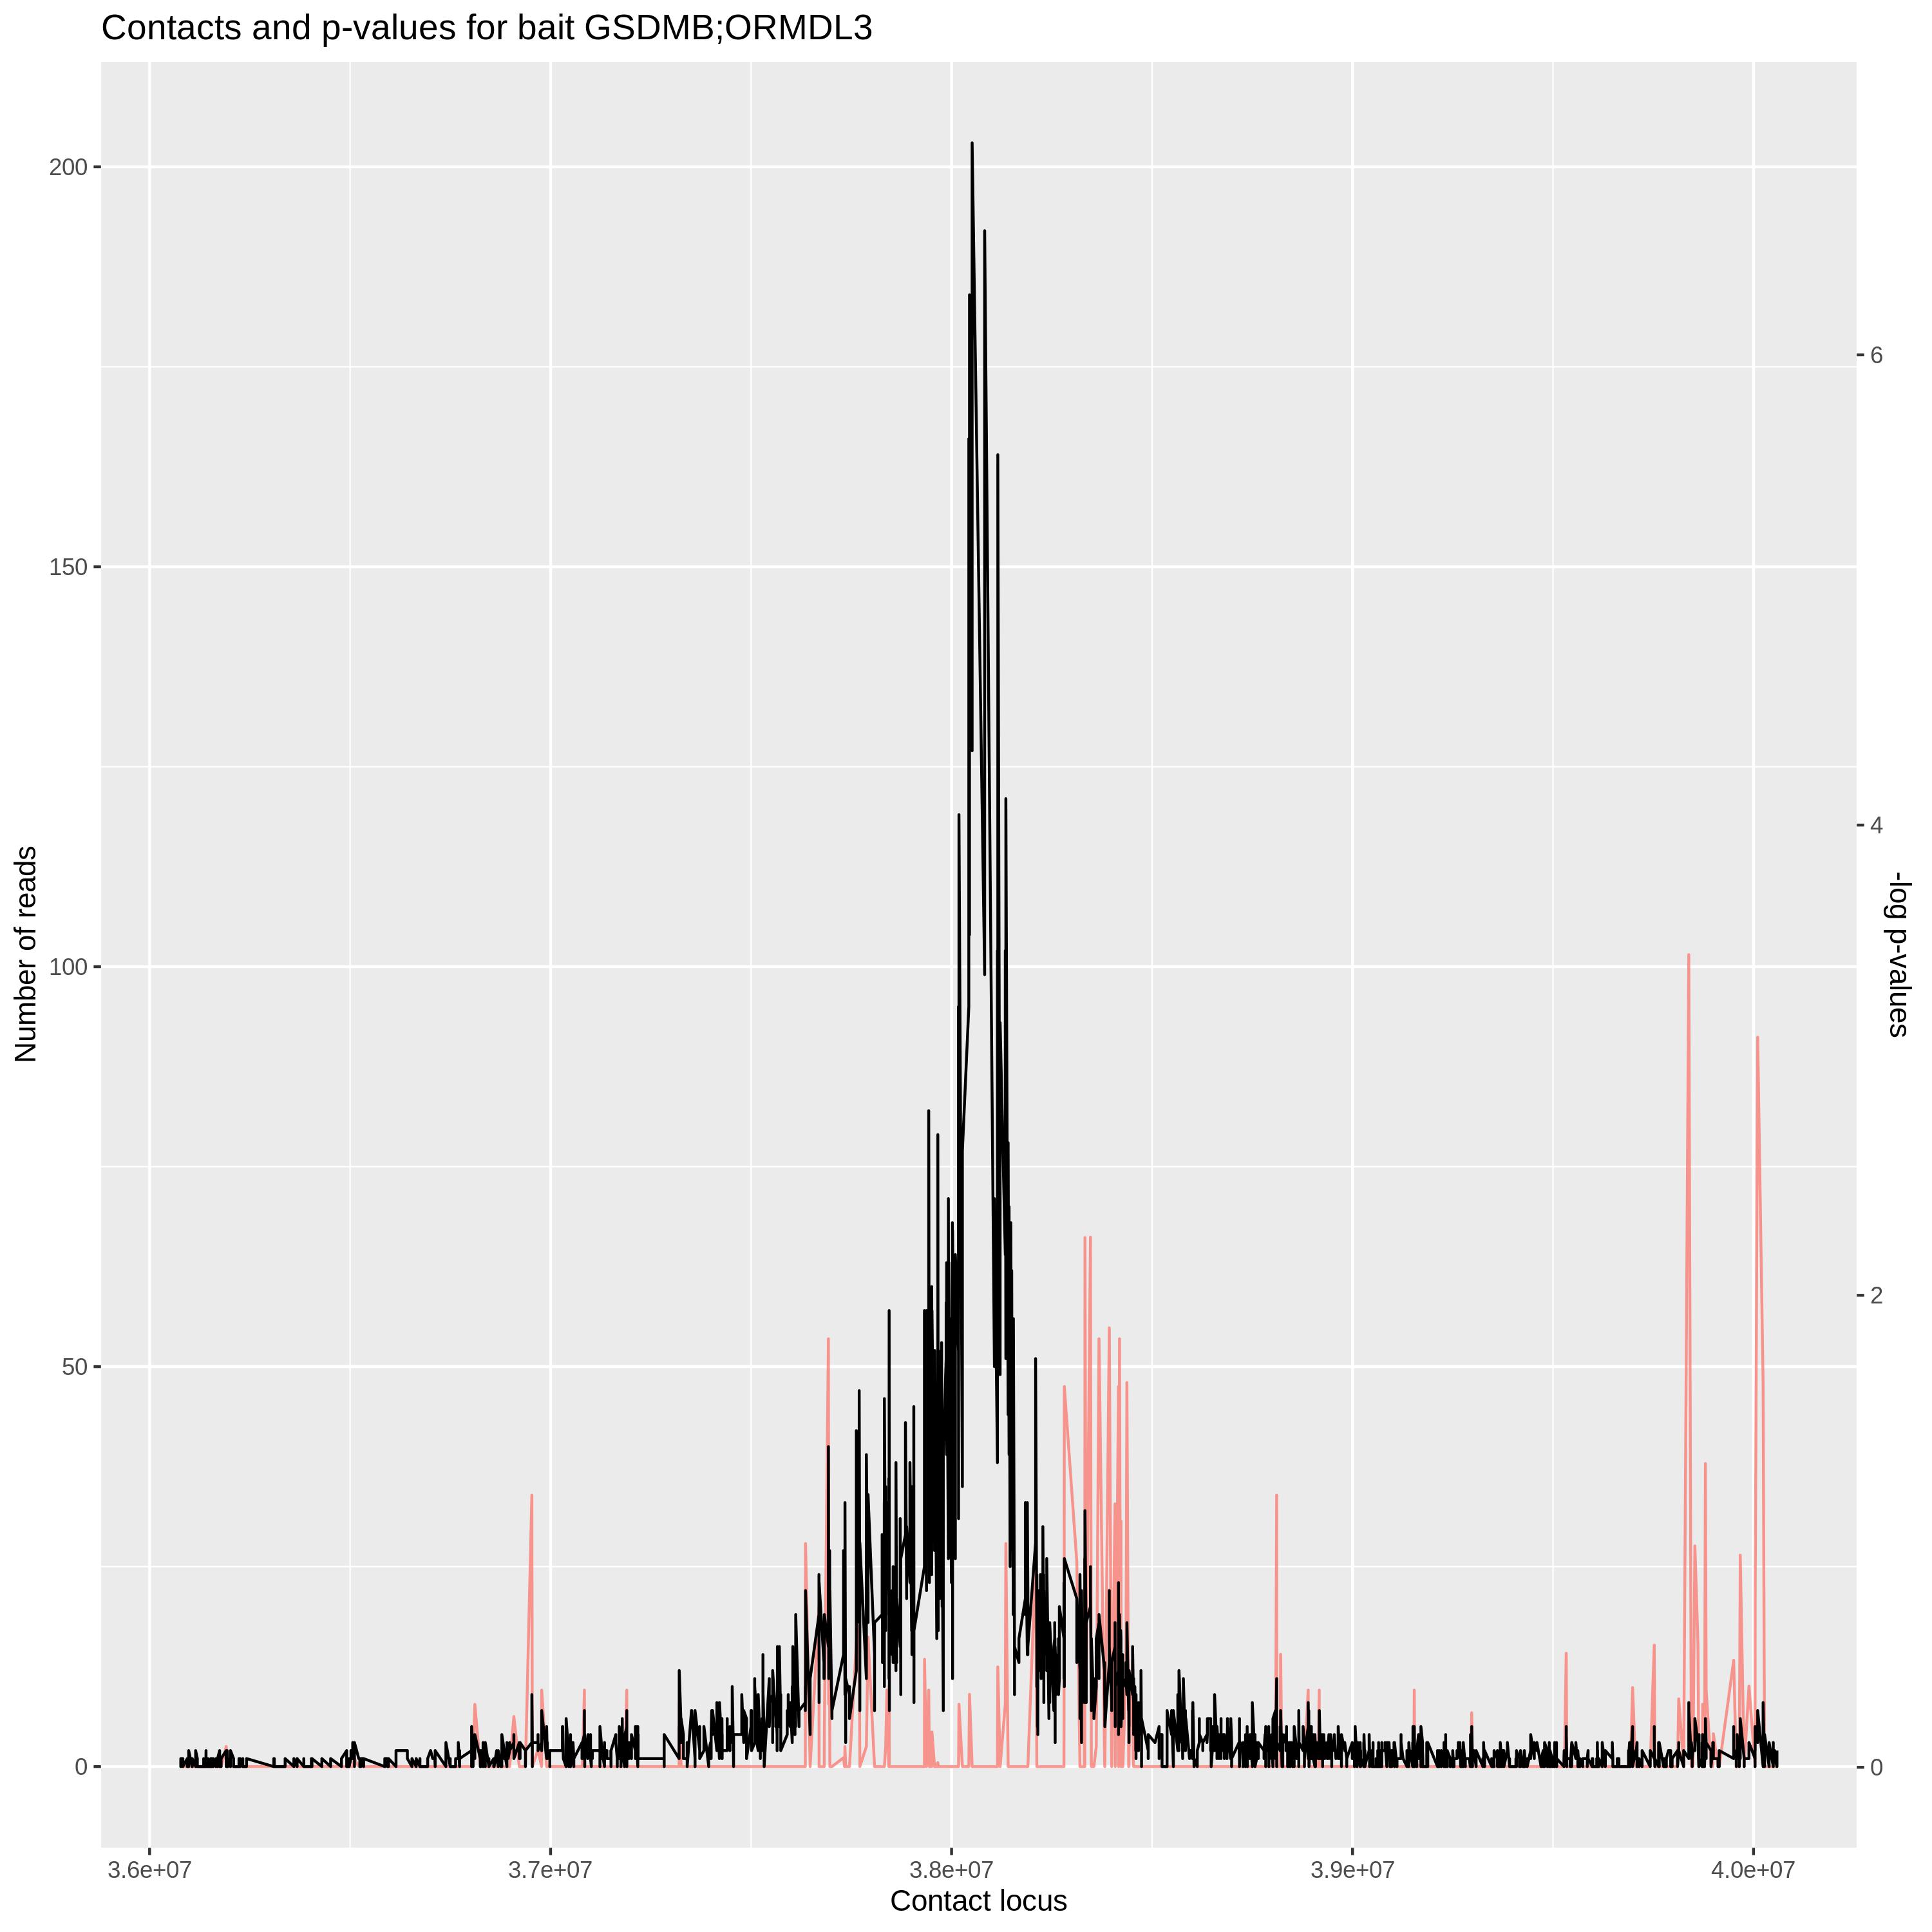 Contacts and p-values for bait GSDMB;ORMDL3
200
150
100
50
0
Number of reads
6
4
2
0
-log p-values
3.6e+07
3.7e+07
3.8e+07
3.9e+07
4.0e+07
Contact locus